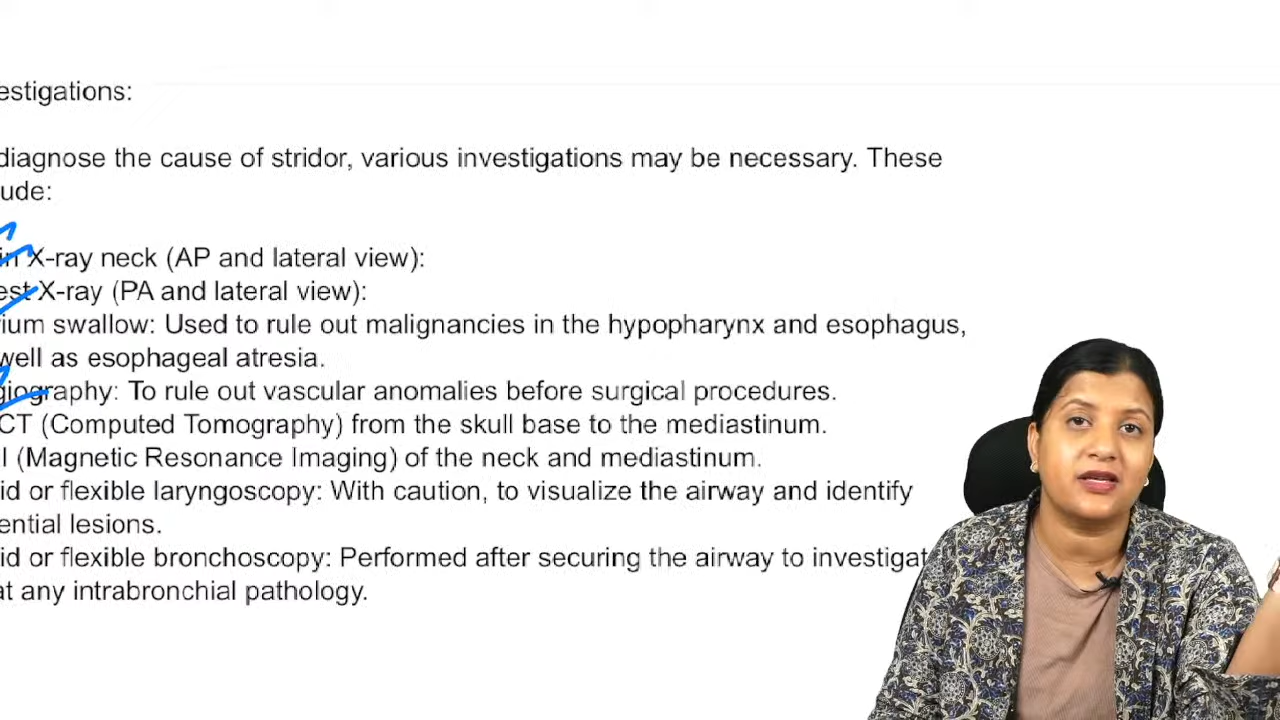 estigations:
diagnose the cause of stridor, various investigations may be necessary. These
ude:
in X-ray neck (AP and lateral view):
est X-ray (PA and lateral view):
ium swallow: Used to rule out malignancies in the hypopharynx and esophagus,
well as esophageal atresia.
giography: To rule out vascular anomalies before surgical procedures.
CT (Computed Tomography) from the skull base to the mediastinum.
I (Magnetic Resonance Imaging) of the neck and mediastinum.
id or flexible laryngoscopy: With caution, to visualize the airway and identify
ential lesions.
id or flexible bronchoscopy: Performed after securing the airway to investigat
at any intrabronchial pathology.